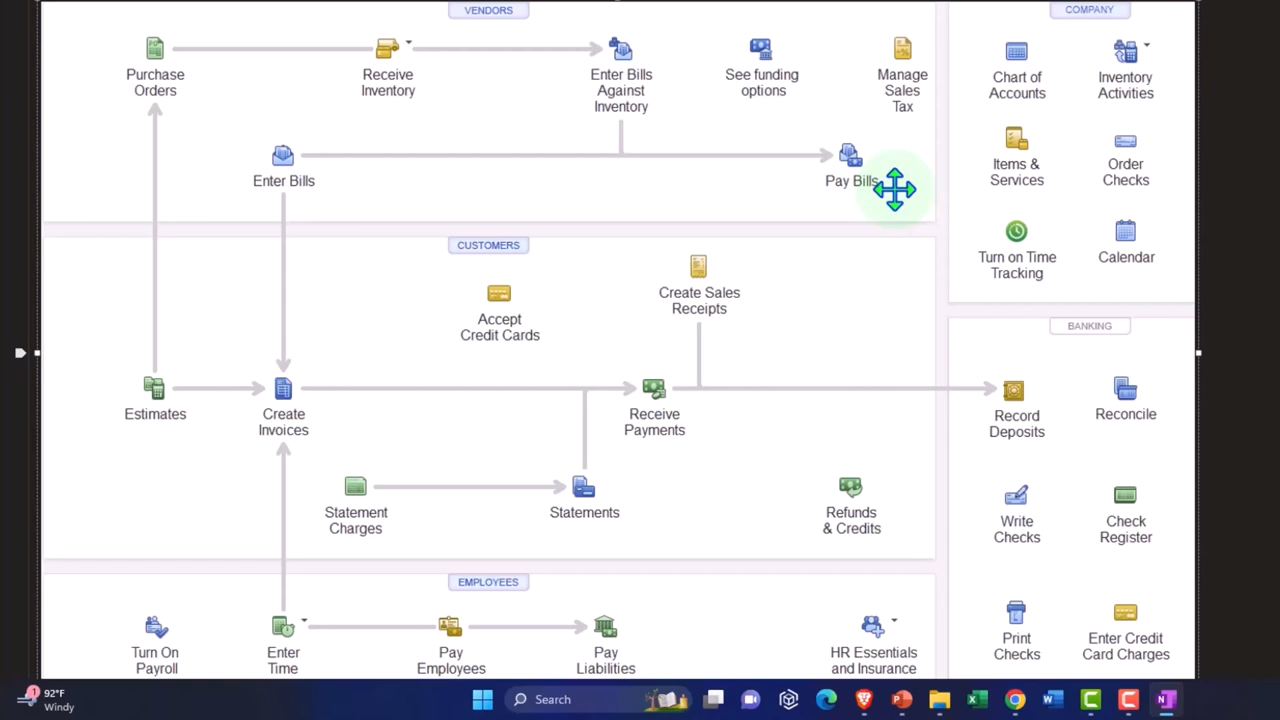 VENDORS
COMPANY
Purchase
Orders
Receive
Inventory
Enter Bills
Against
Inventory
See funding
options
Manage
Sales
Tax
Chart of
Accounts
Inventory
Activities
Enter Bills
Pay Bills
Items &
Services
Order
Checks
Turn on Time
Tracking
Calendar
CUSTOMERS
Create Sales
Receipts
Accept
Credit Cards
BANKING
Estimates
Create
Invoices
Receive
Payments
Record
Deposits
Reconcile
Statement
Charges
Statements
Refunds
& Credits
Write
Checks
Check
Register
EMPLOYEES
Turn On
Payroll
Enter
Time
Pay
Employees
Pay
Liabilities
HR Essentials
and Insurance
Print
Checks
Enter Credit
Card Charges
1
92°F
Windy
Search